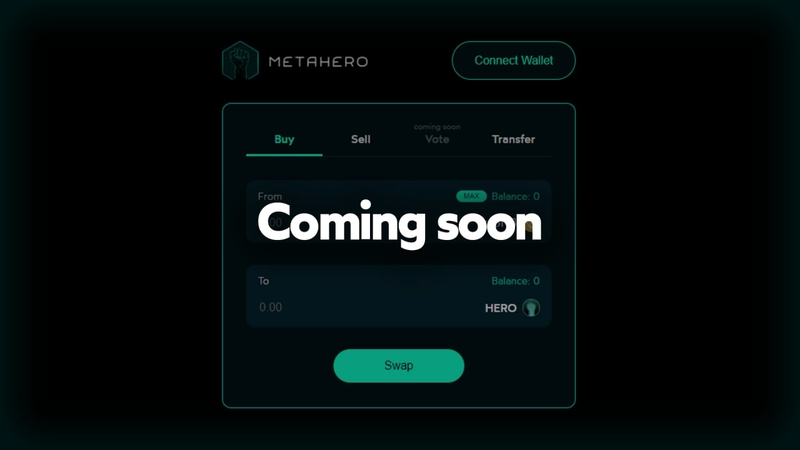 METAHERO
Connect Wallet
coming soon
Buy Sell Vote Transfer
From MAX Balance: 0
Coming soon
To Balance: 0
0.00 HERO
Swap